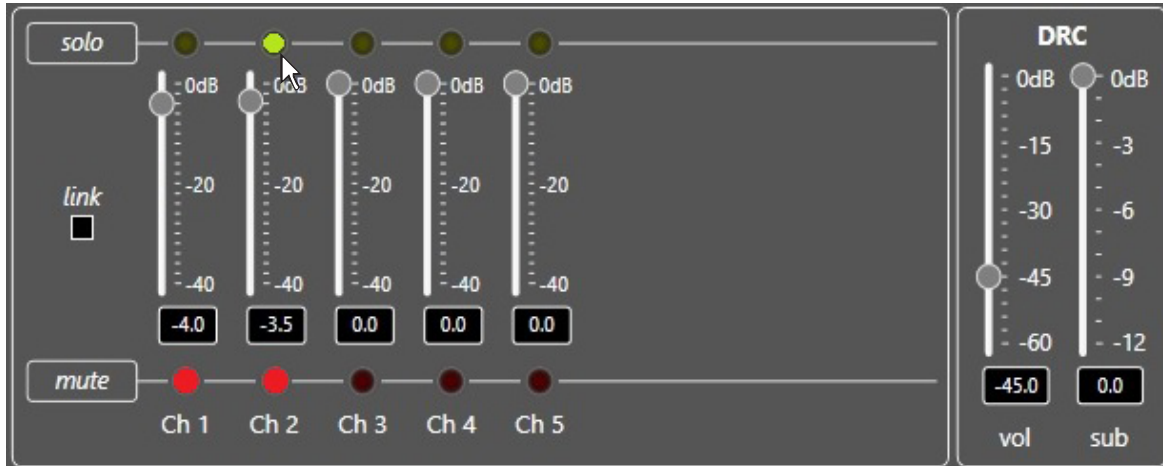 solo
DRC
0dB 0dB 0dB 0dB 0dB 0dB 0dB
-15 -3
-20 -20 -20 -20 -20
link
-30 -6
-45 -9
-40 -40 -40 -40 -40
-4.0 -3.5 0.0 0.0 0.0
-60 -12
mute
-45.0 0.0
Ch 1 Ch 2 Ch 3 Ch 4 Ch 5
vol sub